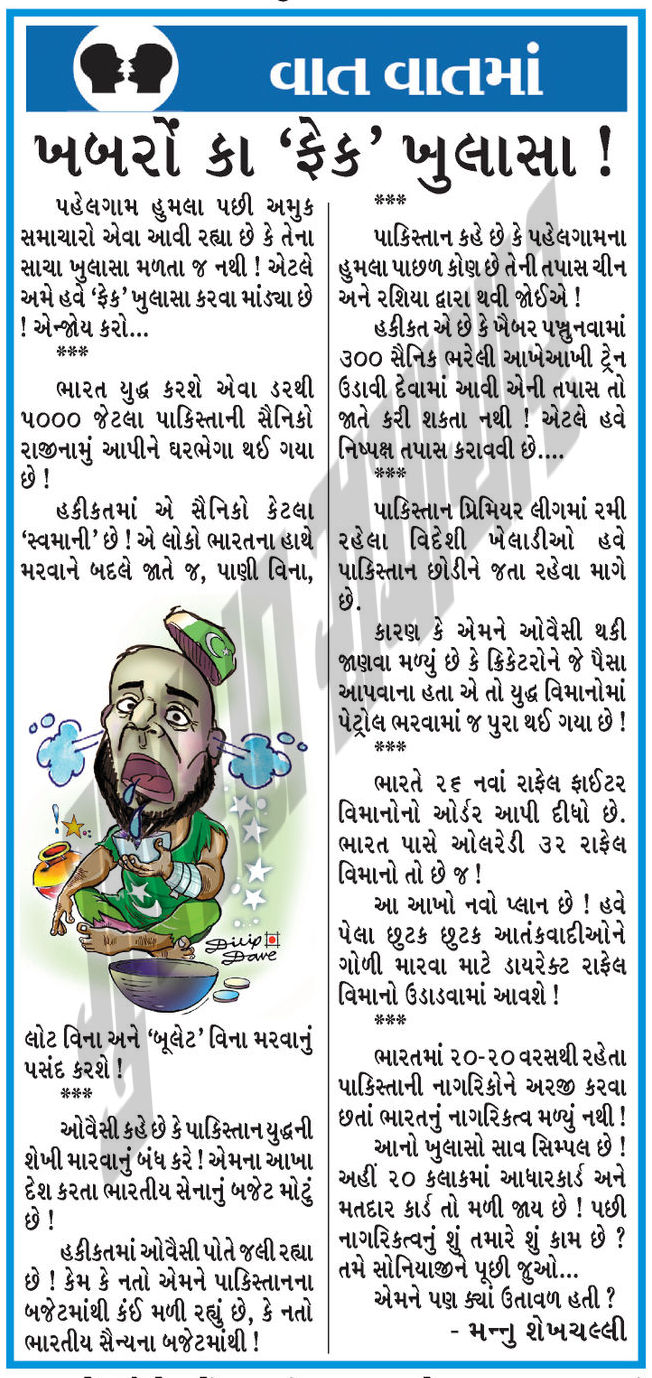 વાત વાતમાં
ખબરોં કા ‘ફેક’ ખુલાસા !
પહેલગામ હુમલા પછી અમુક
સમાચારો એવા આવી રહ્યા છે કે તેના
સાચા ખુલાસા મળતા જ નથી ! એટલે
અમે હવે ‘ફેક’ ખુલાસા કરવા માંડ્યા છે
! એન્જોય કરો...
***
ભારત યુદ્ધ કરશે એવા ડરથી
૫૦૦૦ જેટલા પાકિસ્તાની સૈનિકો
રાજીનામું આપીને ઘરભેગા થઈ ગયા
છે !
હકીકતમાં એ સૈનિકો કેટલા
‘સ્વમાની’ છે ! એ લોકો ભારતના હાથે
મરવાને બદલે જાતે જ, પાણી વિના,
Dilip
Dave
લોટ વિના અને ‘બૂલેટ’ વિના મરવાનું
પસંદ કરશે !
***
ઓવૈસી કહે છે કે પાકિસ્તાન યુદ્ધની
શેખી મારવાનું બંધ કરે ! એમના આખા
દેશ કરતા ભારતીય સેનાનું બજેટ મોટું
છે !
હકીકતમાં ઓવૈસી પોતે જલી રહ્યા
છે ! કેમ કે નતો એમને પાકિસ્તાનના
બજેટમાંથી કંઈ મળી રહ્યું છે, કે નતો
ભારતીય સૈન્યના બજેટમાંથી !
***
પાકિસ્તાન કહે છે કે પહેલગામના
હુમલા પાછળ કોણ છે તેની તપાસ ચીન
અને રશિયા દ્વારા થવી જોઈએ !
હકીકત એ છે કે ખૈબર પખ્તુનવામાં
૩૦૦ સૈનિક ભરેલી આખેઆખી ટ્રેન
ઉડાવી દેવામાં આવી એની તપાસ તો
જાતે કરી શકતા નથી ! એટલે હવે
નિષ્પક્ષ તપાસ કરાવવી છે....
***
પાકિસ્તાન પ્રિમિયર લીગમાં રમી
રહેલા વિદેશી ખેલાડીઓ હવે
પાકિસ્તાન છોડીને જતા રહેવા માગે
છે.
કારણ કે એમને ઓવૈસી થકી
જાણવા મળ્યું છે કે ક્રિકેટરોને જે પૈસા
આપવાના હતા એ તો યુદ્ધ વિમાનોમાં
પેટ્રોલ ભરવામાં જ પુરા થઈ ગયા છે !
***
ભારતે ૨૬ નવાં રાફેલ ફાઈટર
વિમાનોનો ઓર્ડર આપી દીધો છે.
ભારત પાસે ઓલરેડી ૩૨ રાફેલ
વિમાનો તો છે જ !
આ આખો નવો પ્લાન છે ! હવે
પેલા છુટક છુટક આતંકવાદીઓને
ગોળી મારવા માટે ડાયરેક્ટ રાફેલ
વિમાનો ઉડાડવામાં આવશે !
***
ભારતમાં ૨૦-૨૦ વરસથી રહેતા
પાકિસ્તાની નાગરિકોને અરજી કરવા
છતાં ભારતનું નાગરિકત્વ મળ્યું નથી !
આનો ખુલાસો સાવ સિમ્પલ છે !
અહીં ૨૦ કલાકમાં આધારકાર્ડ અને
મતદાર કાર્ડ તો મળી જાય છે ! પછી
નાગરિકત્વનું શું તમારે શું કામ છે ?
તમે સોનિયાજીને પૂછી જુઓ...
એમને પણ ક્યાં ઉતાવળ હતી ?
- મન્નુ શેખચલ્લી